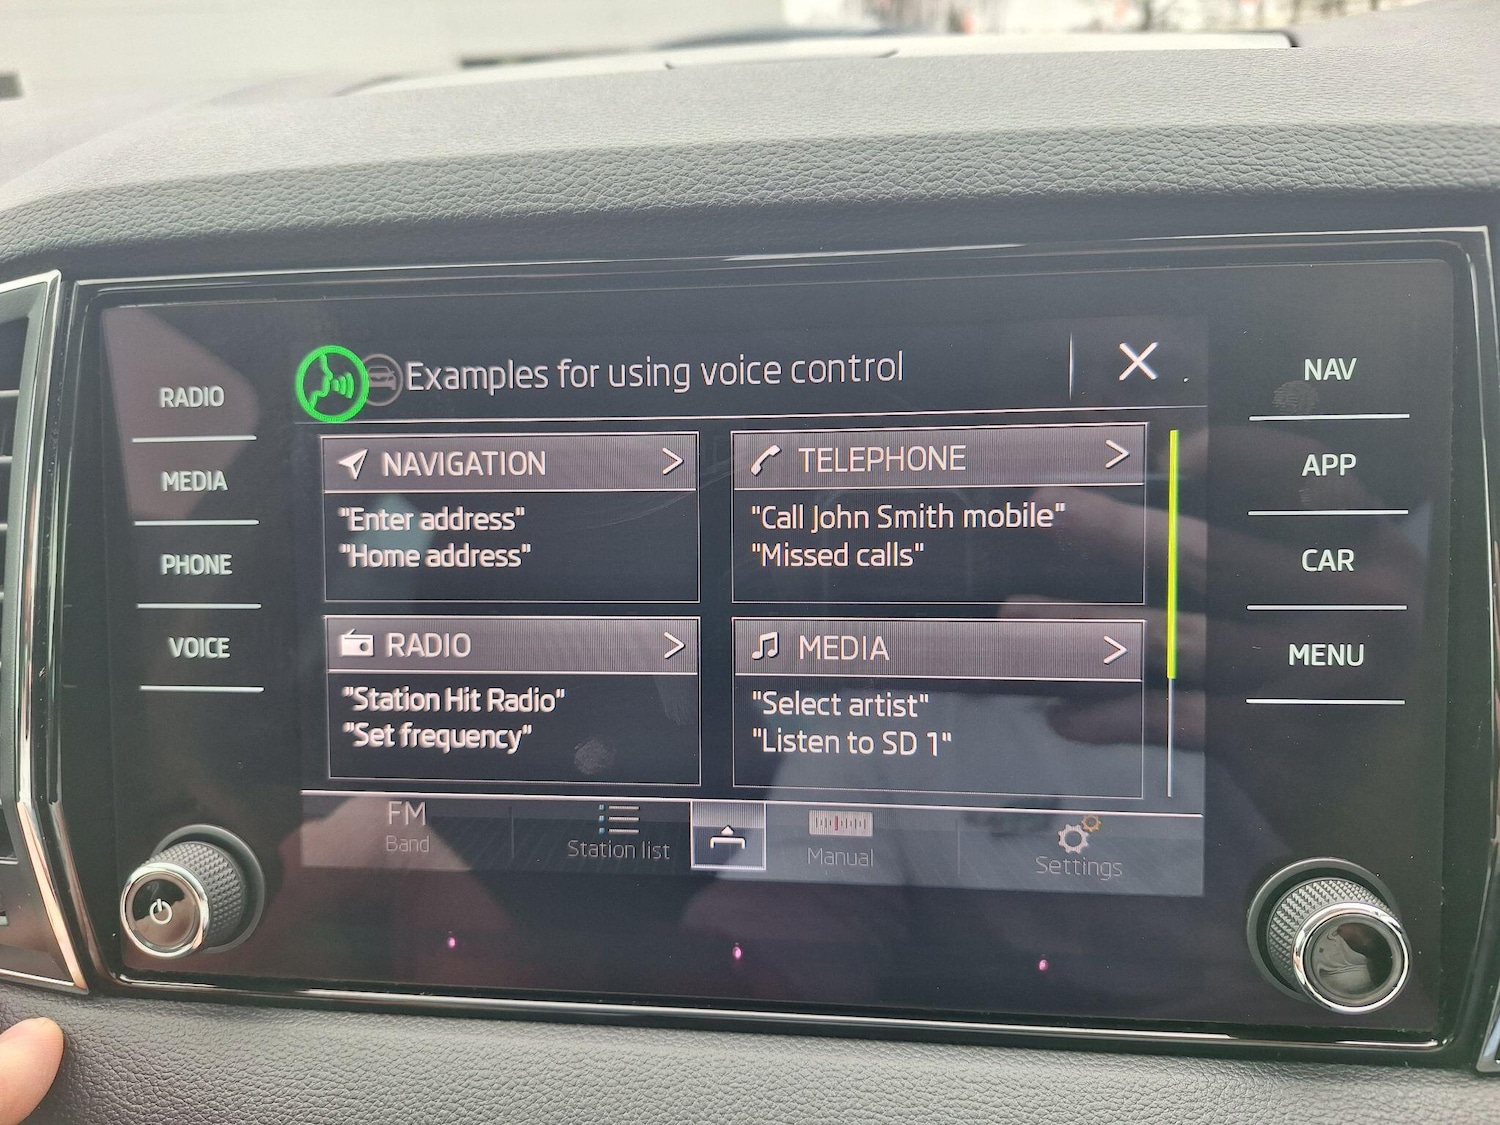 Examples for using voice control
RADIO
MEDIA
PHONE
VOICE
NAVIGATION
"Enter address"
"Home address"
TELEPHONE
"Call John Smith mobile"
"Missed calls"
RADIO
"Station Hit Radio"
"Set frequency"
MEDIA
"Select artist"
"Listen to SD 1"
FM
Band
Station list
Manual
Settings
NAV
APP
CAR
MENU